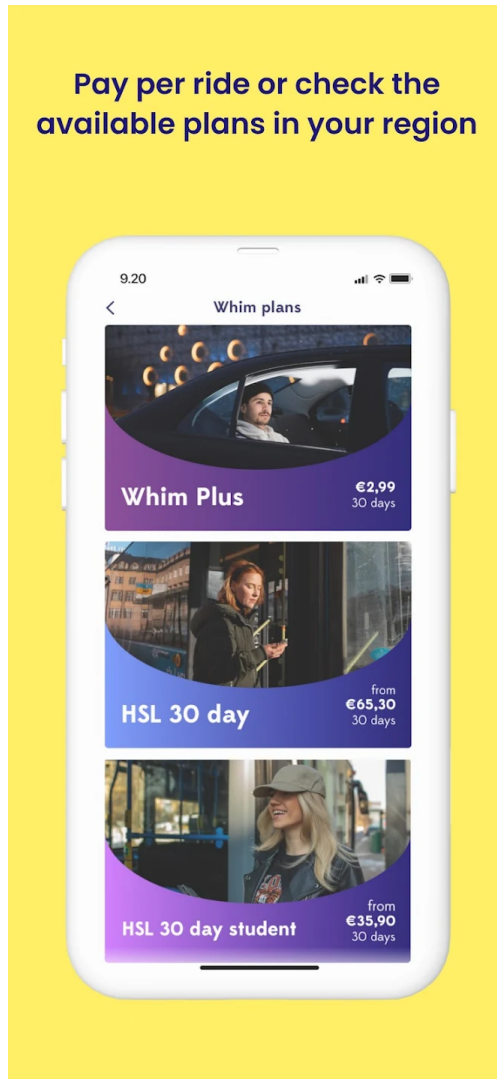 Pay per ride or check the
available plans in your region
9.20
Whim plans
Whim Plus
€2,99
30 days
HSL 30 day
from
€65,30
30 days
HSL 30 day student
from
€35,90
30 days